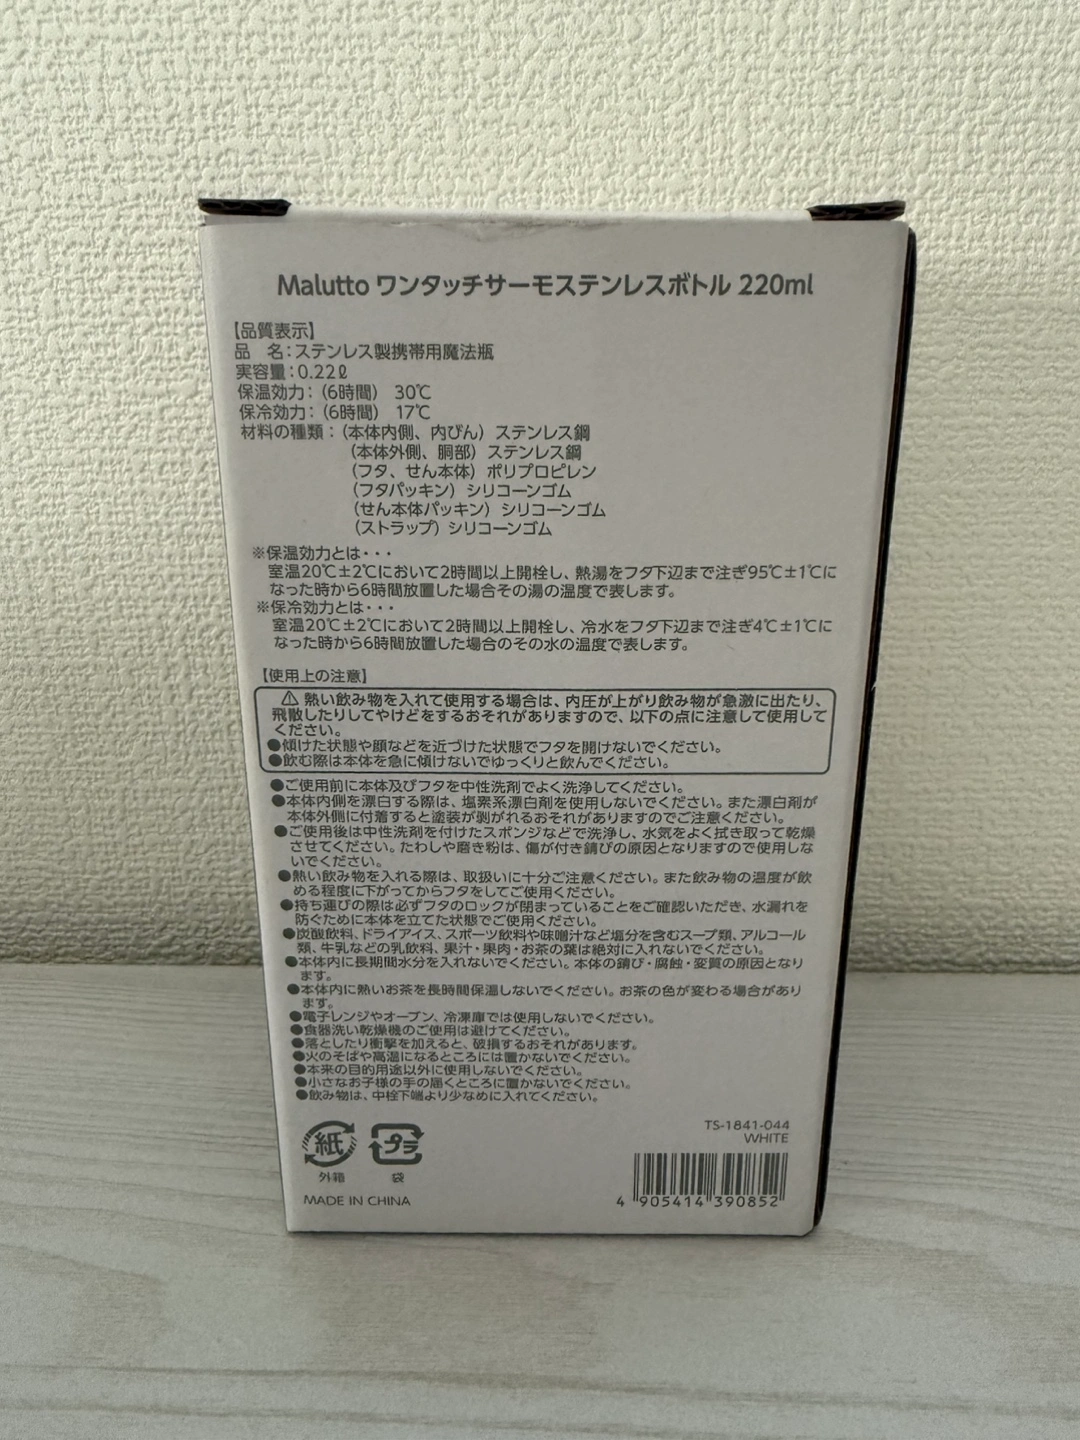 Malutto ワンタッチサーモステンレスボトル 220ml
【品質表示】
品 名：ステンレス製携帯用魔法瓶
実容量：0.22ℓ
保温効力：（6時間） 30℃
保冷効力：（6時間） 17℃
材料の種類：（本体内側、内びん）ステンレス鋼
（本体外側、胴部）ステンレス鋼
（フタ、せん本体）ポリプロピレン
（フタパッキン）シリコーンゴム
（せん本体パッキン）シリコーンゴム
（ストラップ）シリコーンゴム
※保温効力とは・・・
室温20℃±2℃において2時間以上開栓し、熱湯をフタ下辺まで注ぎ95℃±1℃に
なった時から6時間放置した場合その湯の温度で表します。
※保冷効力とは・・・
室温20℃±2℃において2時間以上開栓し、冷水をフタ下辺まで注ぎ4℃±1℃に
なった時から6時間放置した場合のその水の温度で表します。
【使用上の注意】
⚠熱い飲み物を入れて使用する場合は、内圧が上がり飲み物が急激に出たり、
飛散したりしてやけどをするおそれがありますので、以下の点に注意して使用して
ください。
●傾けた状態や顔などを近づけた状態でフタを開けないでください。
●飲む際は本体を急に傾けないでゆっくりと飲んでください。
●ご使用前に本体及びフタを中性洗剤でよく洗浄してください。
●本体内側を漂白する際は、塩素系漂白剤を使用しないでください。また漂白剤が
本体外側に付着すると塗装が剥がれるおそれがありますのでご注意ください。
●ご使用後は中性洗剤を付けたスポンジなどで洗浄し、水気をよく拭き取って乾燥
させてください。たわしや磨き粉は、傷が付き錆びの原因となりますので使用しな
いでください。
●熱い飲み物を入れる際は、取扱いに十分ご注意ください。また飲み物の温度が飲
める程度に下がってからフタをしてご使用ください。
●持ち運びの際は必ずフタのロックが閉まっていることをご確認いただき、水漏れを
防ぐために本体を立てた状態でご使用ください。
●炭酸飲料、ドライアイス、スポーツ飲料や味噌汁など塩分を含むスープ類、アルコール
類、牛乳などの乳飲料、果汁・果肉・お茶の葉は絶対に入れないでください。
●本体内に長期間水分を入れないでください。本体の錆び・腐蝕・変質の原因となり
ます。
●本体内に熱いお茶を長時間保温しないでください。お茶の色が変わる場合があり
ます。
●電子レンジやオーブン、冷凍庫では使用しないでください。
●食器洗い乾燥機のご使用は避けてください。
●落としたり衝撃を加えると、破損するおそれがあります。
●火のそばや高温になるところには置かないでください。
●本来の目的用途以外に使用しないでください。
●小さなお子様の手の届くところに置かないでください。
●飲み物は、中栓下端より少なめに入れてください。
TS-1841-044
WHITE
紙 プラ
外箱 袋
MADE IN CHINA
4 905414 390852